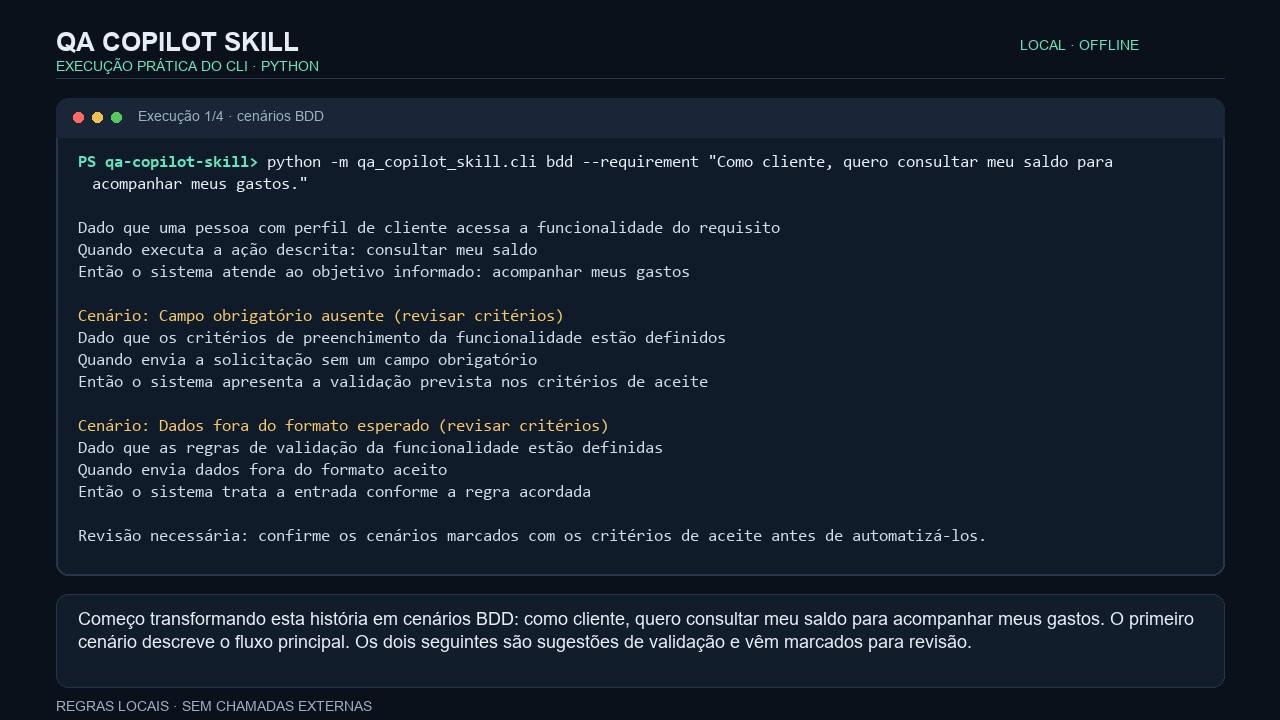 QA COPILOT SKILL
LOCAL · OFFLINE
EXECUÇÃO PRÁTICA DO CLI · PYTHON
Execução 1/4 · cenários BDD
PS qa-copilot-skill> python -m qa_copilot_skill.cli bdd --requirement "Como cliente, quero consultar meu saldo para
acompanhar meus gastos."
Dado que uma pessoa com perfil de cliente acessa a funcionalidade do requisito
Quando executa a ação descrita: consultar meu saldo
Então o sistema atende ao objetivo informado: acompanhar meus gastos
Cenário: Campo obrigatório ausente (revisar critérios)
Dado que os critérios de preenchimento da funcionalidade estão definidos
Quando envia a solicitação sem um campo obrigatório
Então o sistema apresenta a validação prevista nos critérios de aceite
Cenário: Dados fora do formato esperado (revisar critérios)
Dado que as regras de validação da funcionalidade estão definidas
Quando envia dados fora do formato aceito
Então o sistema trata a entrada conforme a regra acordada
Revisão necessária: confirme os cenários marcados com os critérios de aceite antes de automatizá-los.
Começo transformando esta história em cenários BDD: como cliente, quero consultar meu saldo para acompanhar meus gastos. O primeiro
cenário descreve o fluxo principal. Os dois seguintes são sugestões de validação e vêm marcados para revisão.
REGRAS LOCAIS · SEM CHAMADAS EXTERNAS